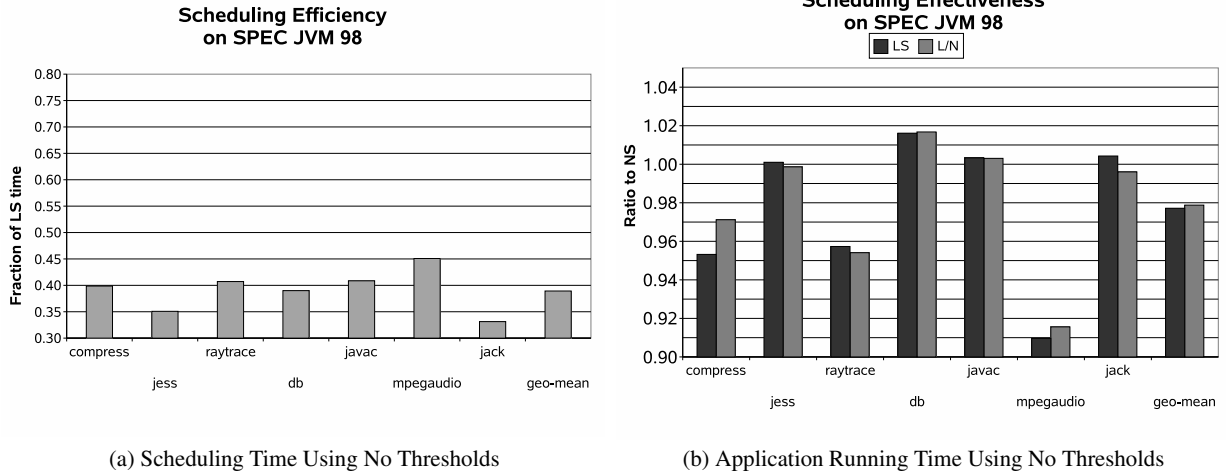 Scheduling Efficiency
on SPEC JVM 98
Fraction of LS time
0.80
0.75
0.70
0.65
0.60
0.55
0.50
0.45
0.40
0.35
0.30
compress
jess
raytrace
db
javac
mpegaudio
jack
geo-mean
(a) Scheduling Time Using No Thresholds
Scheduling Effectiveness
on SPEC JVM 98
LS L/N
Ratio to NS
1.04
1.02
1.00
0.98
0.96
0.94
0.92
0.90
compress
jess
raytrace
db
javac
mpegaudio
jack
geo-mean
(b) Application Running Time Using No Thresholds